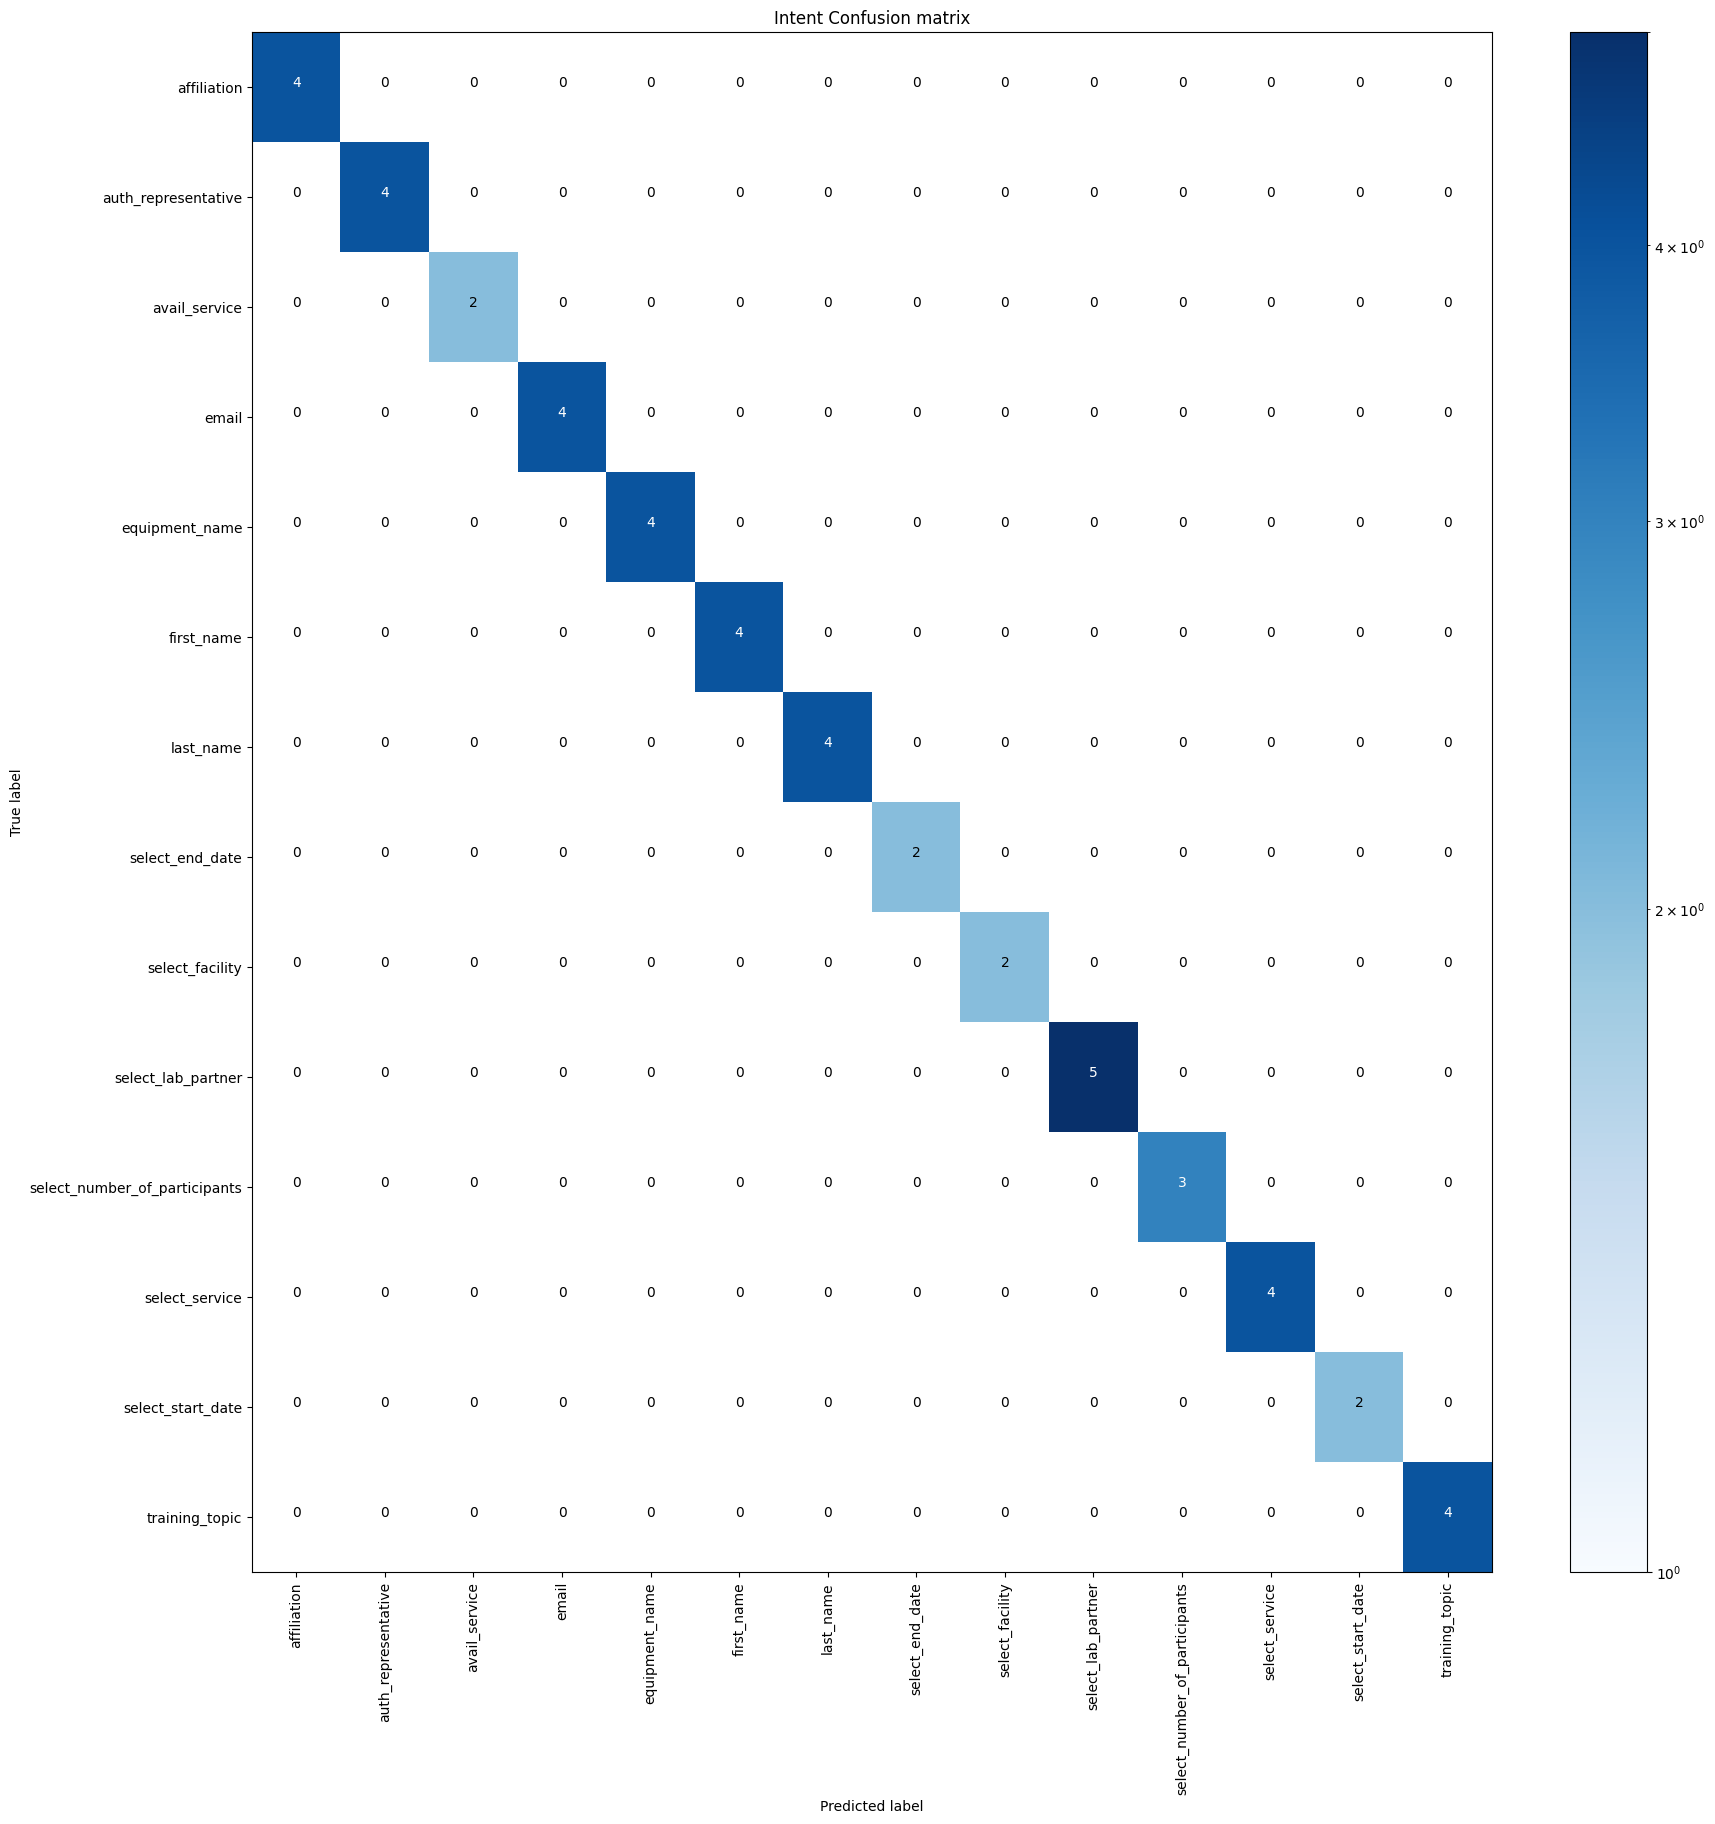 Intent Confusion matrix
affiliation 4 0 0 0 0 0 0 0 0 0 0 0 0 0
auth_representative 0 4 0 0 0 0 0 0 0 0 0 0 0 0
avail_service 0 0 2 0 0 0 0 0 0 0 0 0 0 0
email 0 0 0 4 0 0 0 0 0 0 0 0 0 0
equipment_name 0 0 0 0 4 0 0 0 0 0 0 0 0 0
first_name 0 0 0 0 0 4 0 0 0 0 0 0 0 0
last_name 0 0 0 0 0 0 4 0 0 0 0 0 0 0
select_end_date 0 0 0 0 0 0 0 2 0 0 0 0 0 0
select_facility 0 0 0 0 0 0 0 0 2 0 0 0 0 0
select_lab_partner 0 0 0 0 0 0 0 0 0 5 0 0 0 0
select_number_of_participants 0 0 0 0 0 0 0 0 0 0 3 0 0 0
select_service 0 0 0 0 0 0 0 0 0 0 0 4 0 0
select_start_date 0 0 0 0 0 0 0 0 0 0 0 0 2 0
training_topic 0 0 0 0 0 0 0 0 0 0 0 0 0 4
True label
affiliation
auth_representative
avail_service
email
equipment_name
first_name
last_name
select_end_date
select_facility
select_lab_partner
select_number_of_participants
select_service
select_start_date
training_topic
Predicted label
4 × 10⁰
3 × 10⁰
2 × 10⁰
10⁰